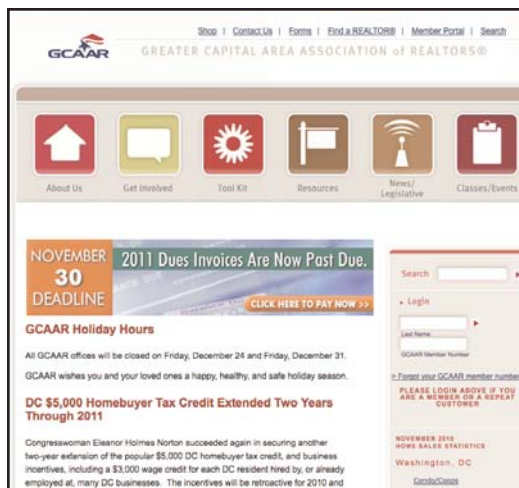 Shop | Contact Us | Forms | Find a REALTOR® | Member Portal | Search
GCAAR
GREATER CAPITAL AREA ASSOCIATION of REALTORS®
About Us
Get Involved
Tool Kit
Resources
News/
Legislative
Classes/Events
NOVEMBER
30
DEADLINE
2011 Dues Invoices Are Now Past Due.
CLICK HERE TO PAY NOW >>
GCAAR Holiday Hours
All GCAAR offices will be closed on Friday, December 24 and Friday, December 31.
GCAAR wishes you and your loved ones a happy, healthy, and safe holiday season.
DC $5,000 Homebuyer Tax Credit Extended Two Years
Through 2011
Congresswoman Eleanor Holmes Norton succeeded again in securing another
two-year extension of the popular $5,000 DC homebuyer tax credit, and business
incentives, including a $3,000 wage credit for each DC resident hired by, or already
employed at, many DC businesses. The incentives will be retroactive for 2010 and
Search
Login
Last Name
GCAAR Member Number
> Forgot your GCAAR member number
PLEASE LOGIN ABOVE IF YOU
ARE A MEMBER OR A REPEAT
CUSTOMER
NOVEMBER 2010
HOME SALES STATISTICS
Washington, DC
Condo/Coops